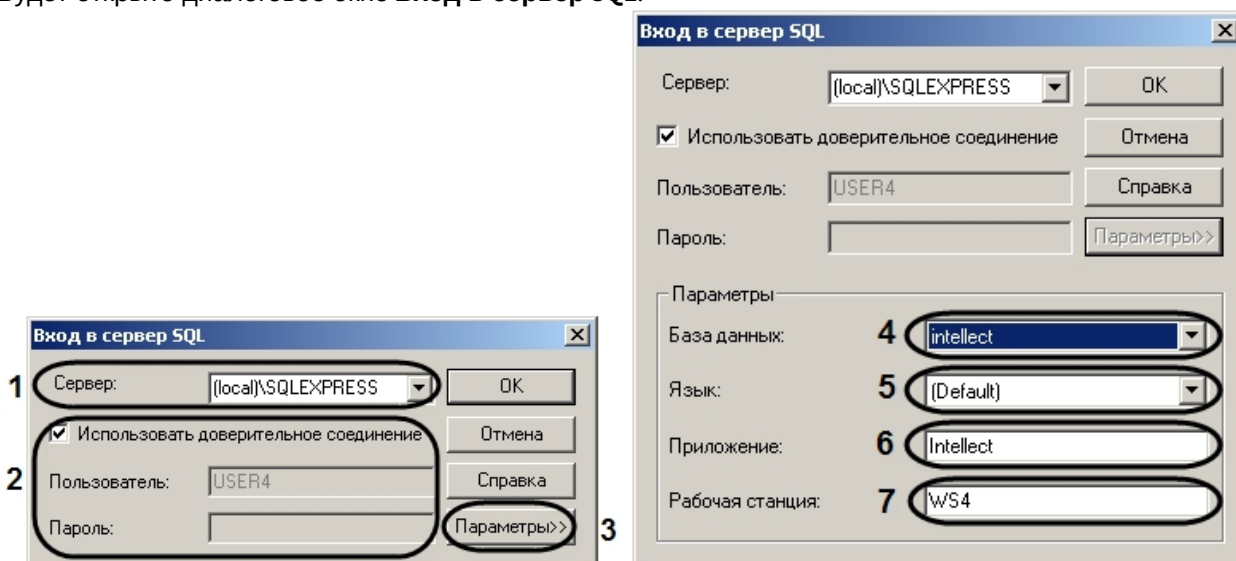 Будет открыто диалоговое окно Вход в сервер SQL.
Вход в сервер SQL
1
Сервер:
(local)\SQLEXPRESS
OK
2
Использовать доверительное соединение
Отмена
Пользователь:
USER4
Справка
Пароль:
Параметры>>
3
Вход в сервер SQL
Сервер:
(local)\SQLEXPRESS
OK
Использовать доверительное соединение
Отмена
Пользователь:
USER4
Справка
Пароль:
Параметры>>
Параметры
База данных:
4
intellect
Язык:
5
(Default)
Приложение:
6
Intellect
Рабочая станция:
7
WS4